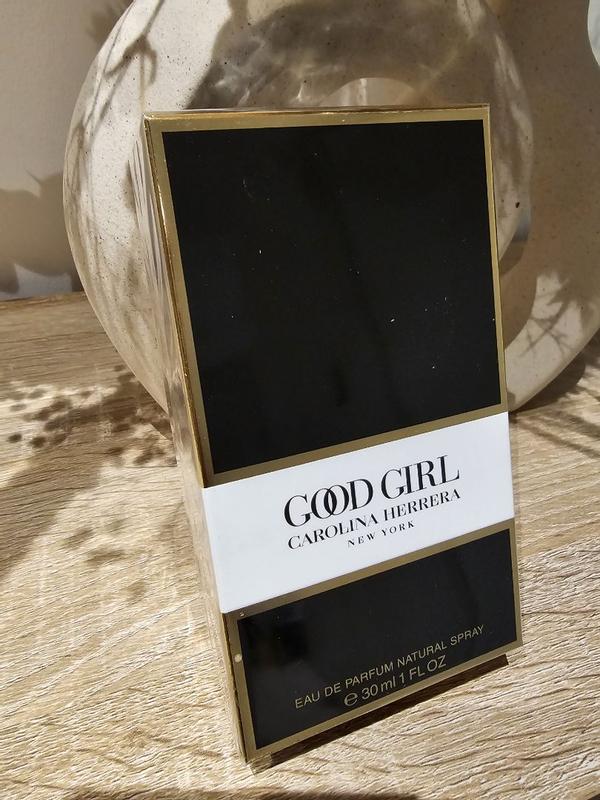 GOOD GIRL
CAROLINA HERRERA
NEW YORK
EAU DE PARFUM NATURAL SPRAY
℮ 30 ml 1 FL OZ